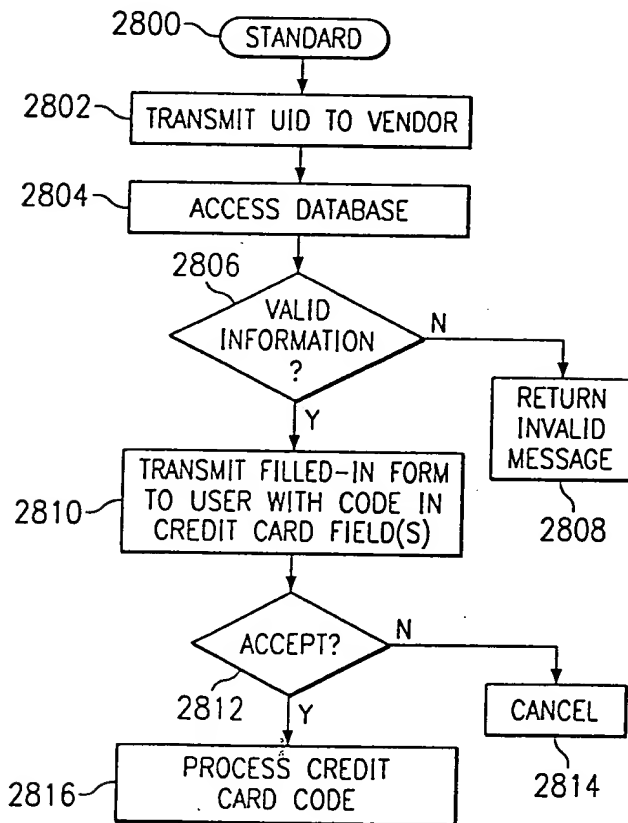 2800
STANDARD
2802
TRANSMIT UID TO VENDOR
2804
ACCESS DATABASE
2806
VALID
INFORMATION
?
N
Y
RETURN
INVALID
MESSAGE
2808
2810
TRANSMIT FILLED-IN FORM
TO USER WITH CODE IN
CREDIT CARD FIELD(S)
ACCEPT?
N
2812
Y
CANCEL
2814
2816
PROCESS CREDIT
CARD CODE